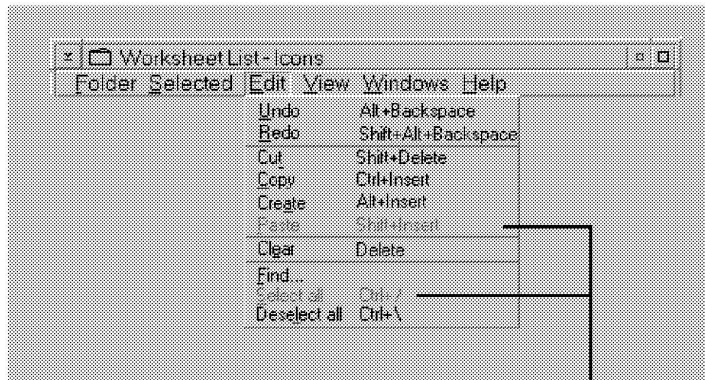 Worksheet List - Icons
Folder Selected Edit View Windows Help
Undo Alt+Backspace
Redo Shift+Alt+Backspace
Cut Shift+Delete
Copy Ctrl+Insert
Create Alt+Insert
Paste Shift+Insert
Clear Delete
Find...
Select all Ctrl+/
Deselect all Ctrl+\